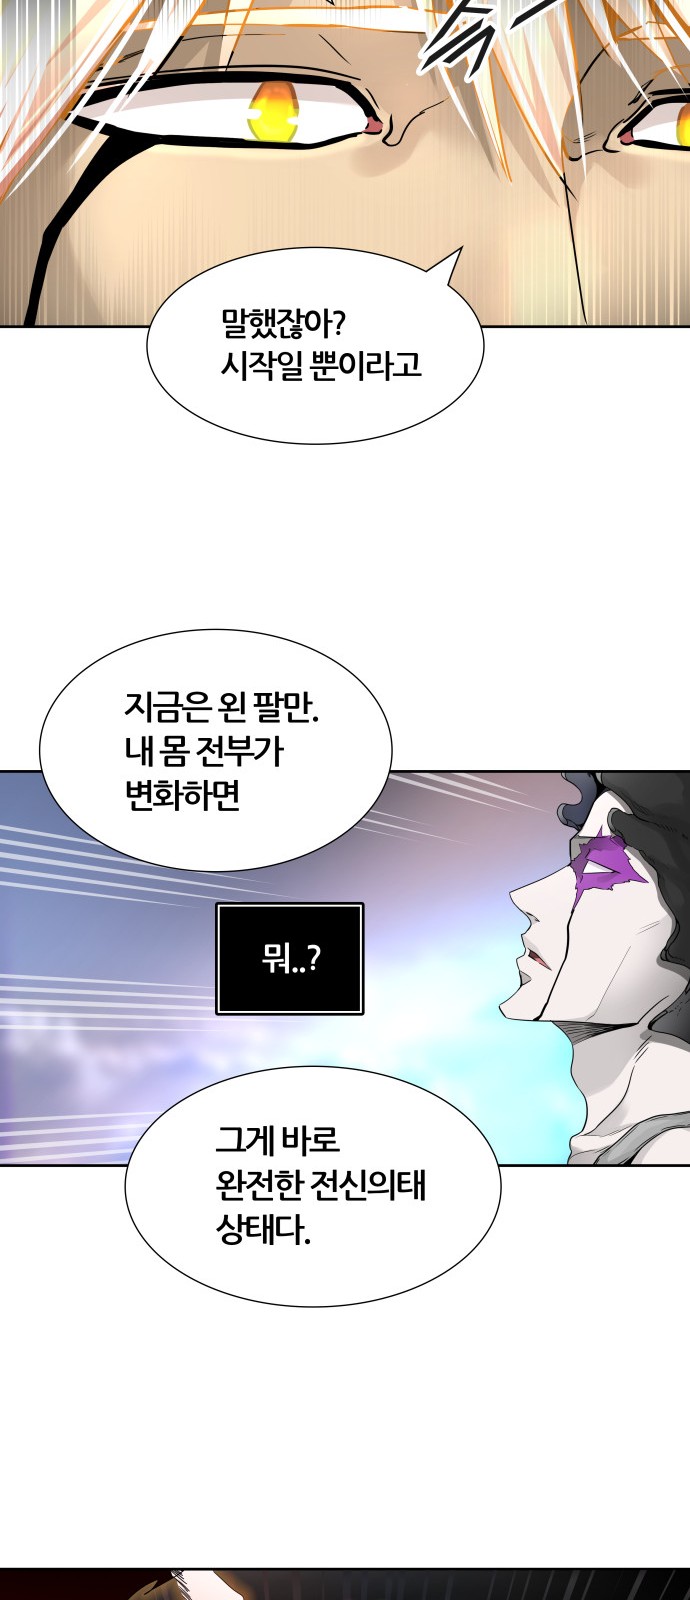 말했잖아?
시작일 뿐이라고
지금은 왼 팔만.
내 몸 전부가
변화하면
뭐..?
그게 바로
완전한 전신의태
상태다.